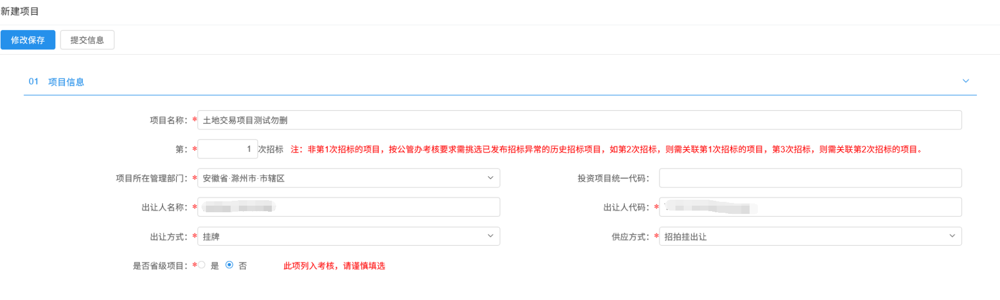 新建项目
修改保存 提交信息
01 项目信息
项目名称：* 土地交易项目测试勿删
第：* 1 次招标 注：非第1次招标的项目，按公管办考核要求需挑选已发布招标异常的历史招标项目，如第2次招标，则需关联第1次招标的项目，第3次招标，则需关联第2次招标的项目。
项目所在管理部门：* 安徽省·滁州市·市辖区 投资项目统一代码：
出让人名称：* 出让人代码：*
出让方式：* 挂牌 供应方式：* 招拍挂出让
是否省级项目：* 是 否 此项列入考核，请谨慎填选